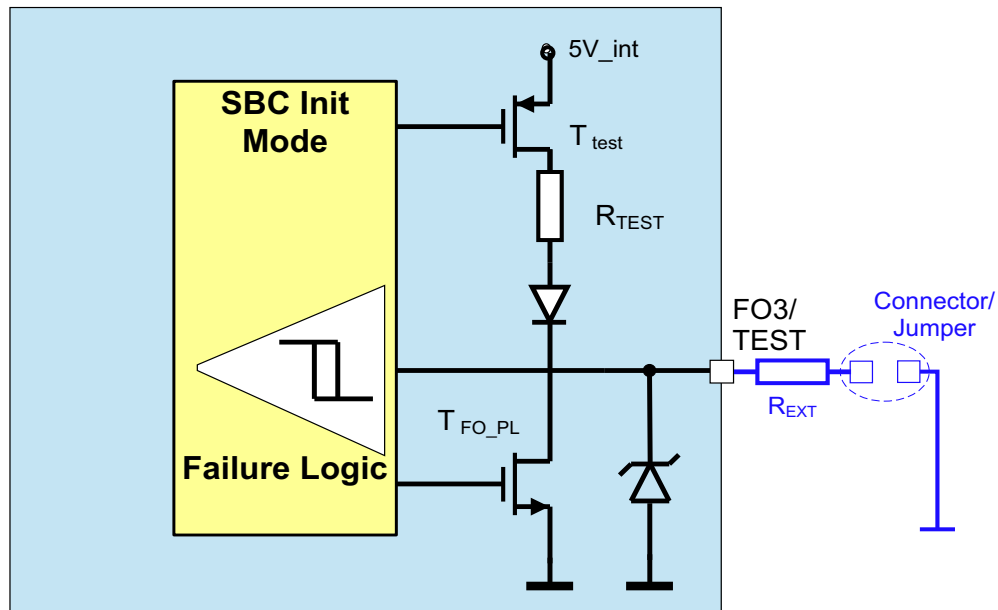 5V_int
SBC Init
Mode
T test
RTEST
FO3/
TEST
Connector/
Jumper
REXT
T FO_PL
Failure Logic